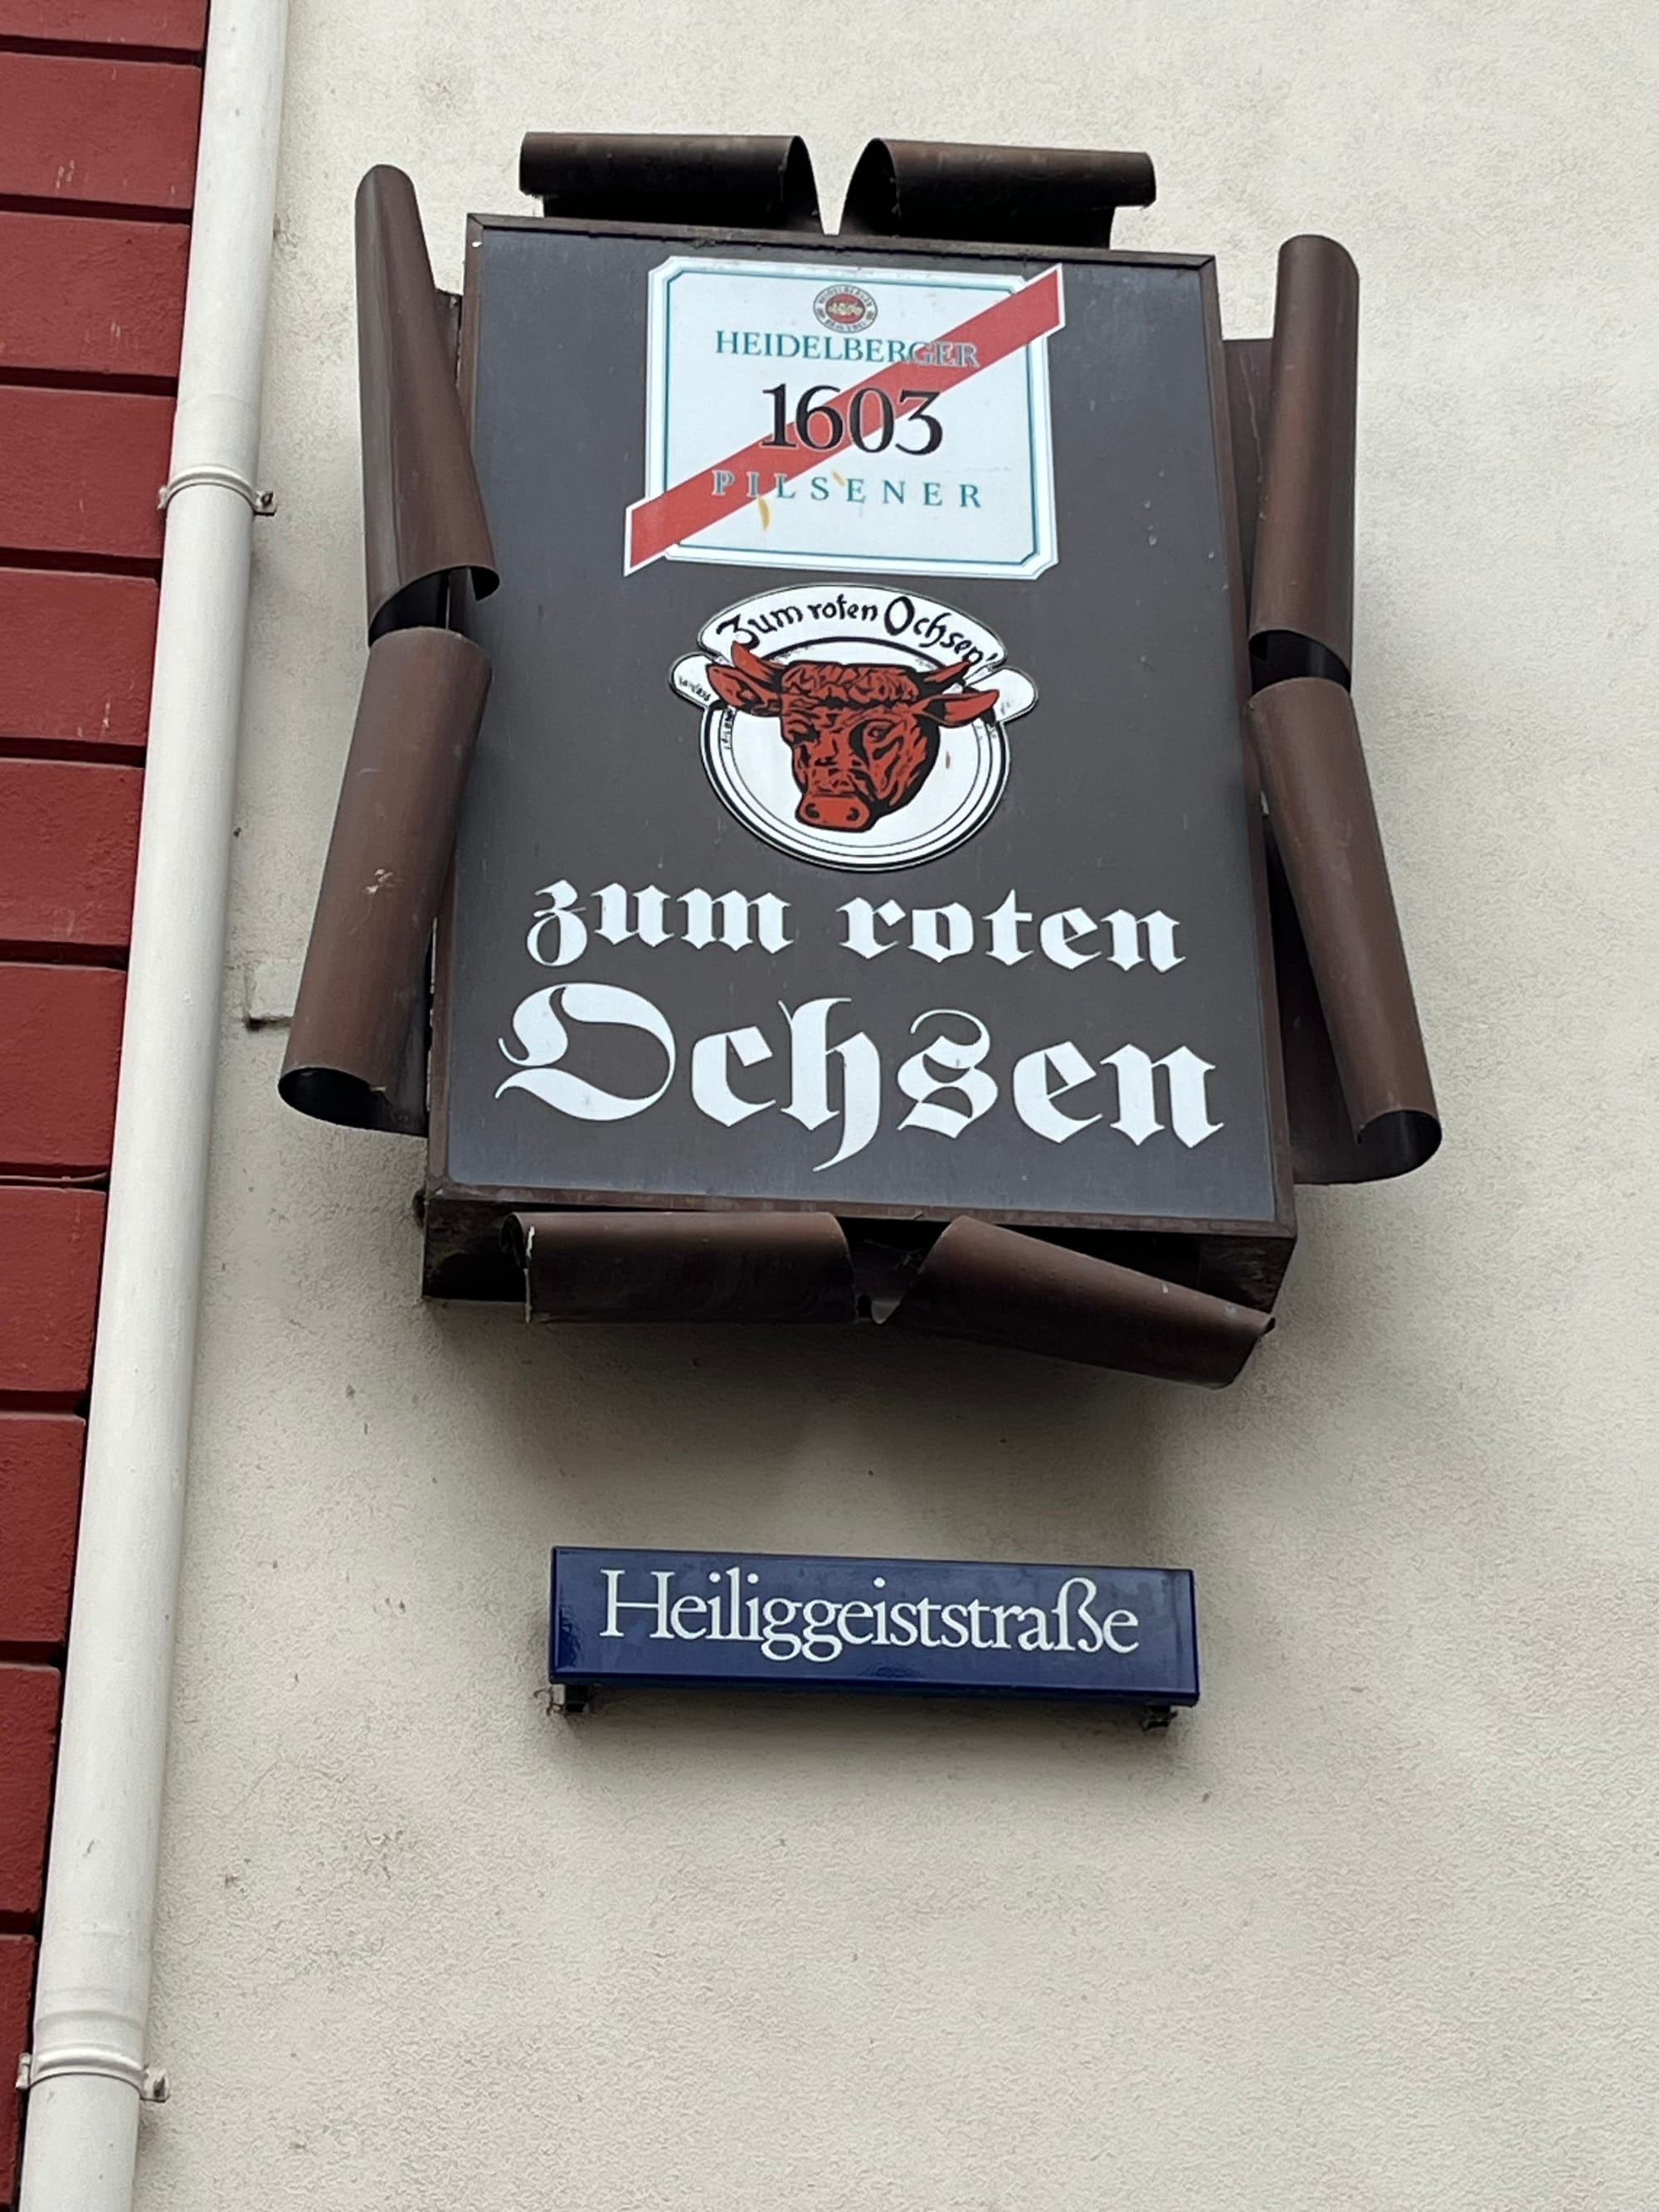 HEIDELBERGER
1603
PILSENER
Zum roten Ochsen
zum roten
Ochsen
Heiliggeiststraße